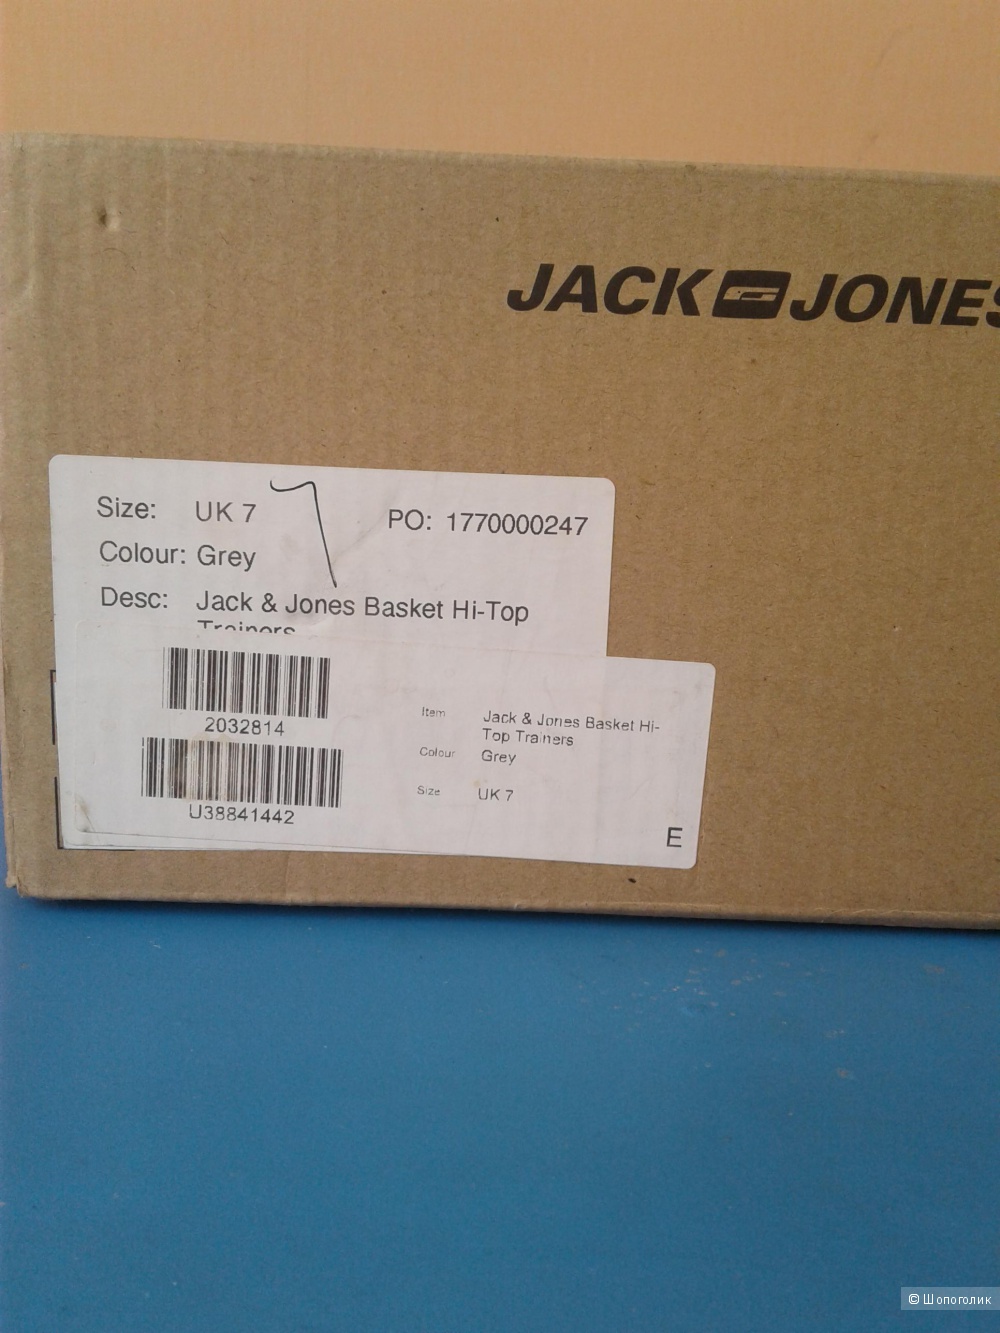 JACK JONES
Size: UK 7
7
PO: 1770000247
Colour: Grey
Desc: Jack & Jones Basket Hi-Top
Trainers
2032814
U38841442
Item Jack & Jones Basket Hi-
Top Trainers
Colour Grey
Size UK 7
E
© Шопоголик